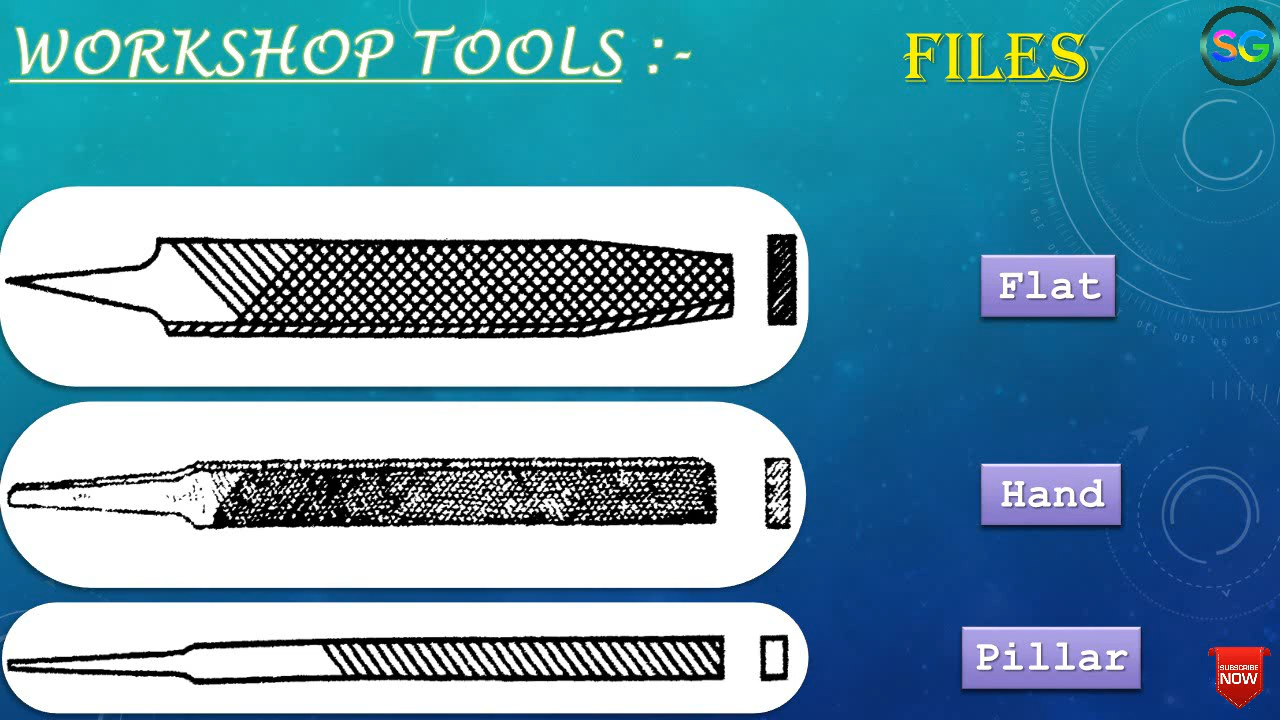 WORKSHOP TOOLS :-
FILES
SG
Flat
Hand
Pillar
SUBSCRIBE
NOW